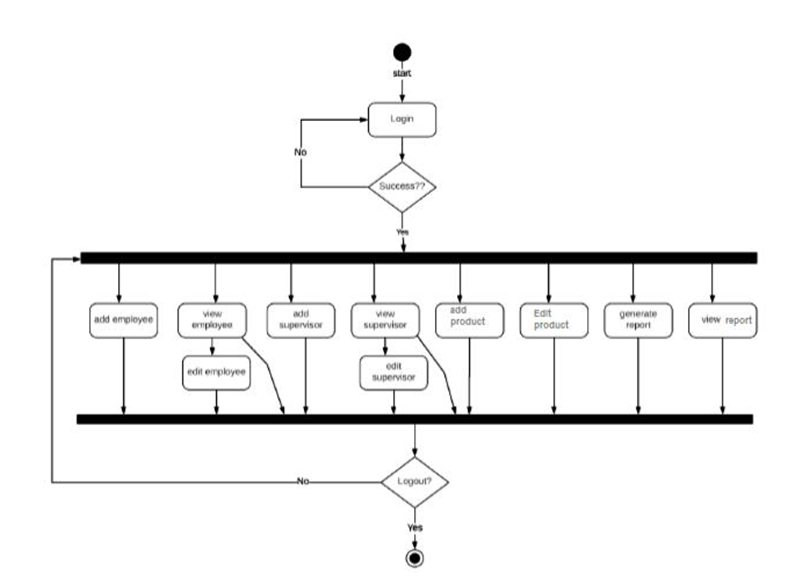 start
Login
No
Success??
Yes
add employee
view
employee
add
supervisor
view
supervisor
add
product
Edit
product
generate
report
view report
edit employee
edit
supervisor
No
Logout?
Yes